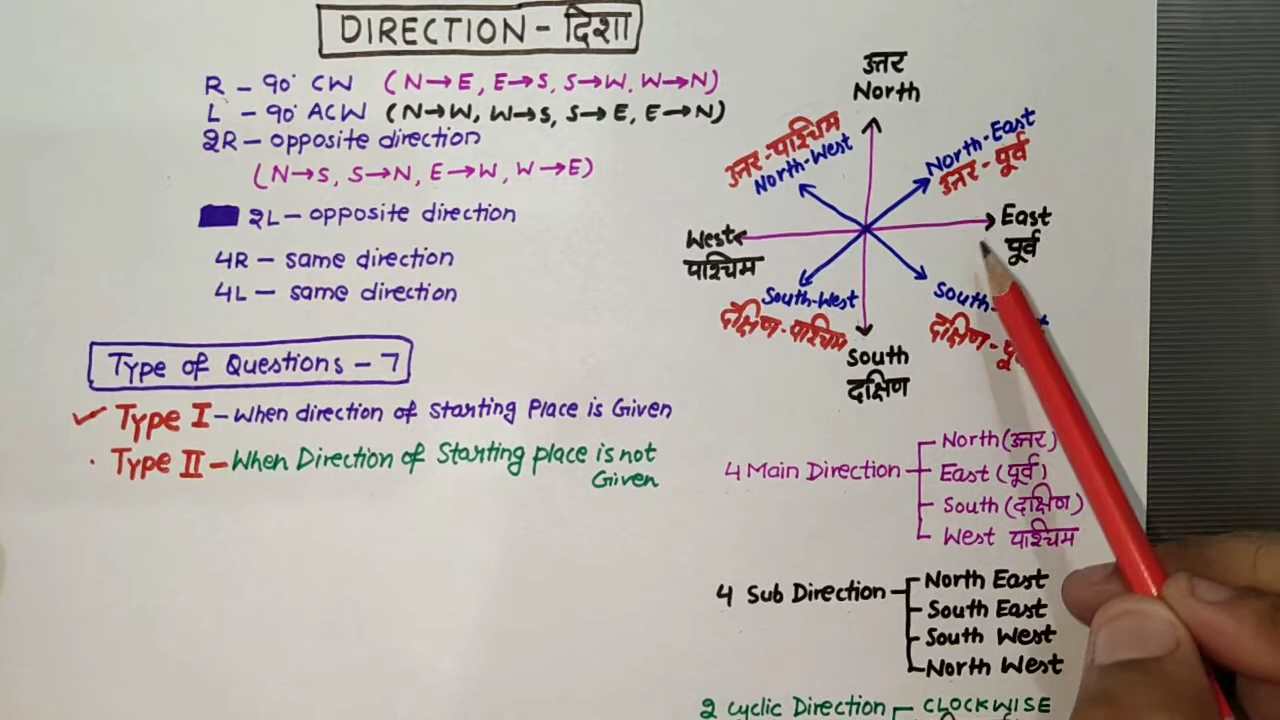 DIRECTION - दिशा
R - 90° CW (N→E, E→S, S→W, W→N)
L - 90° ACW (N→W, W→S, S→E, E→N)
2R - opposite direction
(N→S, S→N, E→W, W→E)
2L - opposite direction
4R - same direction
4L - same direction
Type of Questions - 7
Type I - When direction of Starting Place is Given
Type II - When Direction of Starting place is not
Given
उत्तर
North
उत्तर-पश्चिम
North-West
North-East
उत्तर-पूर्व
East
पूर्व
West
पश्चिम
South-West
दक्षिण-पश्चिम
South-
दक्षिण-
South
दक्षिण
4 Main Direction
North (उत्तर)
East (पूर्व)
South (दक्षिण)
West पाश्चिम
4 Sub Direction
North East
South East
South West
North West
2 cyclic Direction
CLOCKWISE